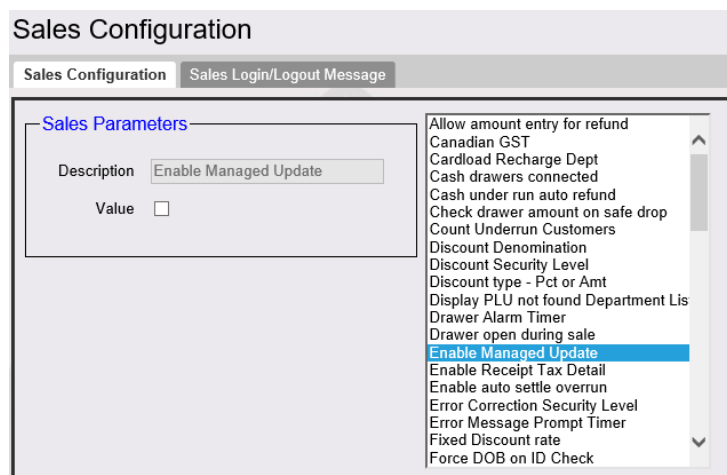 Sales Configuration
Sales Configuration Sales Login/Logout Message
Sales Parameters
Description Enable Managed Update
Value
Allow amount entry for refund
Canadian GST
Cardload Recharge Dept
Cash drawers connected
Cash under run auto refund
Check drawer amount on safe drop
Count Underrun Customers
Discount Denomination
Discount Security Level
Discount type - Pct or Amt
Display PLU not found Department Lis
Drawer Alarm Timer
Drawer open during sale
Enable Managed Update
Enable Receipt Tax Detail
Enable auto settle overrun
Error Correction Security Level
Error Message Prompt Timer
Fixed Discount rate
Force DOB on ID Check